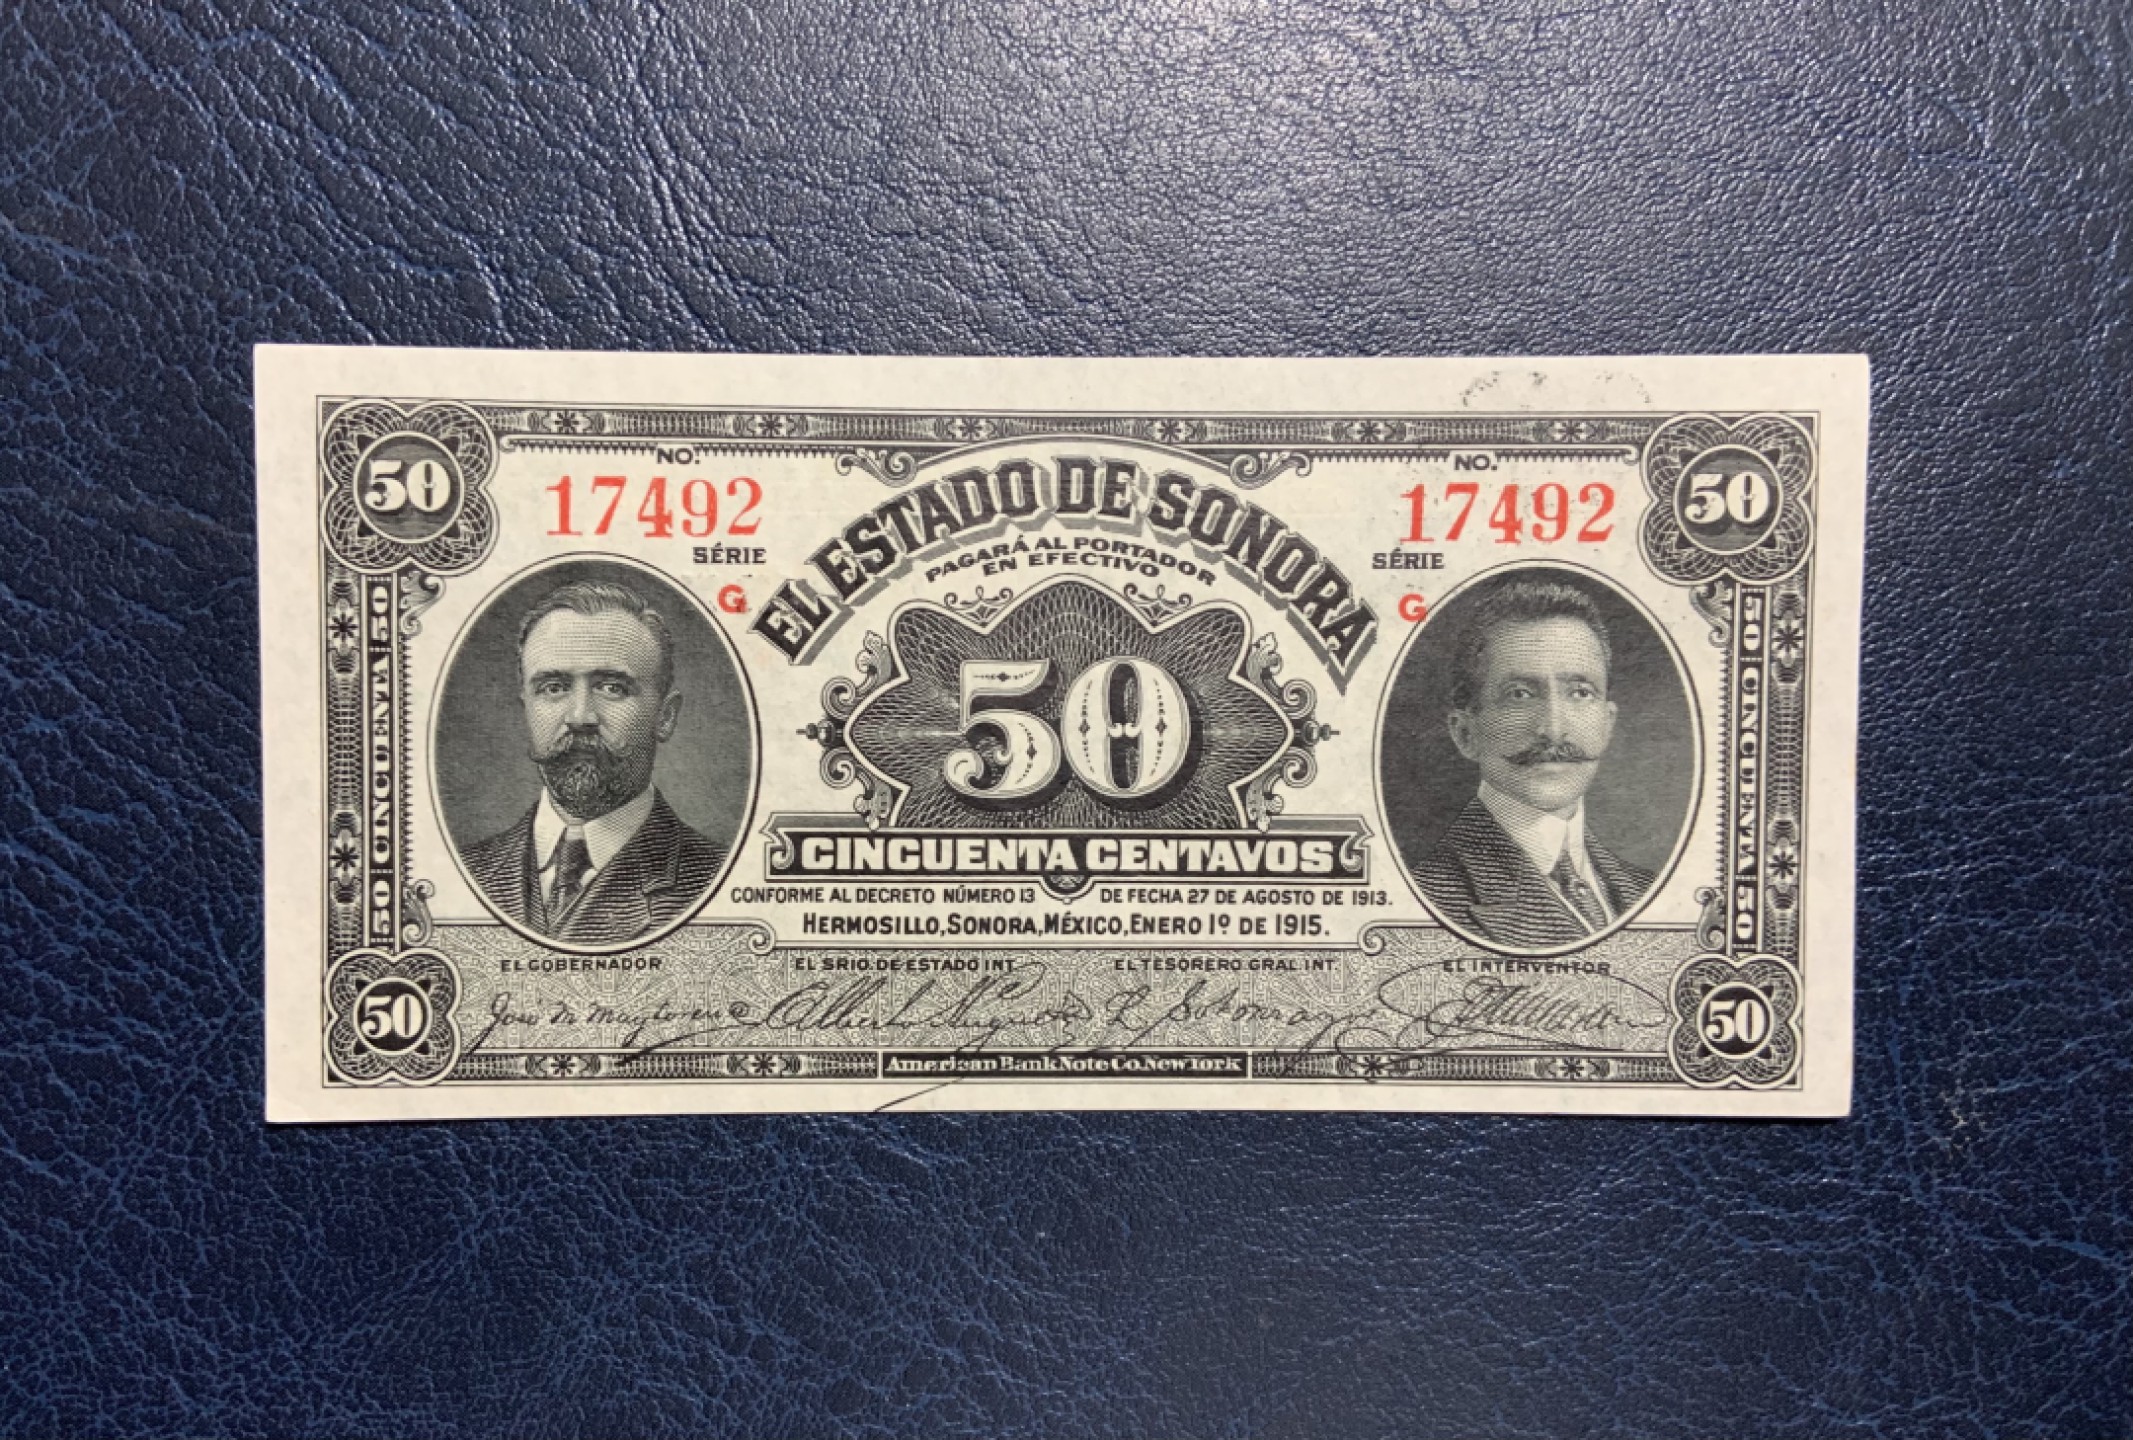 50 50
NO. NO.
17492 17492
SÉRIE SÉRIE
G G
EL ESTADO DE SONORA
PAGARÁ AL PORTADOR
EN EFECTIVO
50 CINCUENTA 50
50
50 CINCUENTA 50
CINCUENTA CENTAVOS
CONFORME AL DECRETO NÚMERO 13 DE FECHA 27 DE AGOSTO DE 1913.
HERMOSILLO, SONORA, MÉXICO, ENERO 1º DE 1915.
EL GOBERNADOR EL SRIO. DE ESTADO INT. EL TESORERO GRAL. INT. EL INTERVENTOR
50 José M Maytorena 50
American Bank Note Co. New York